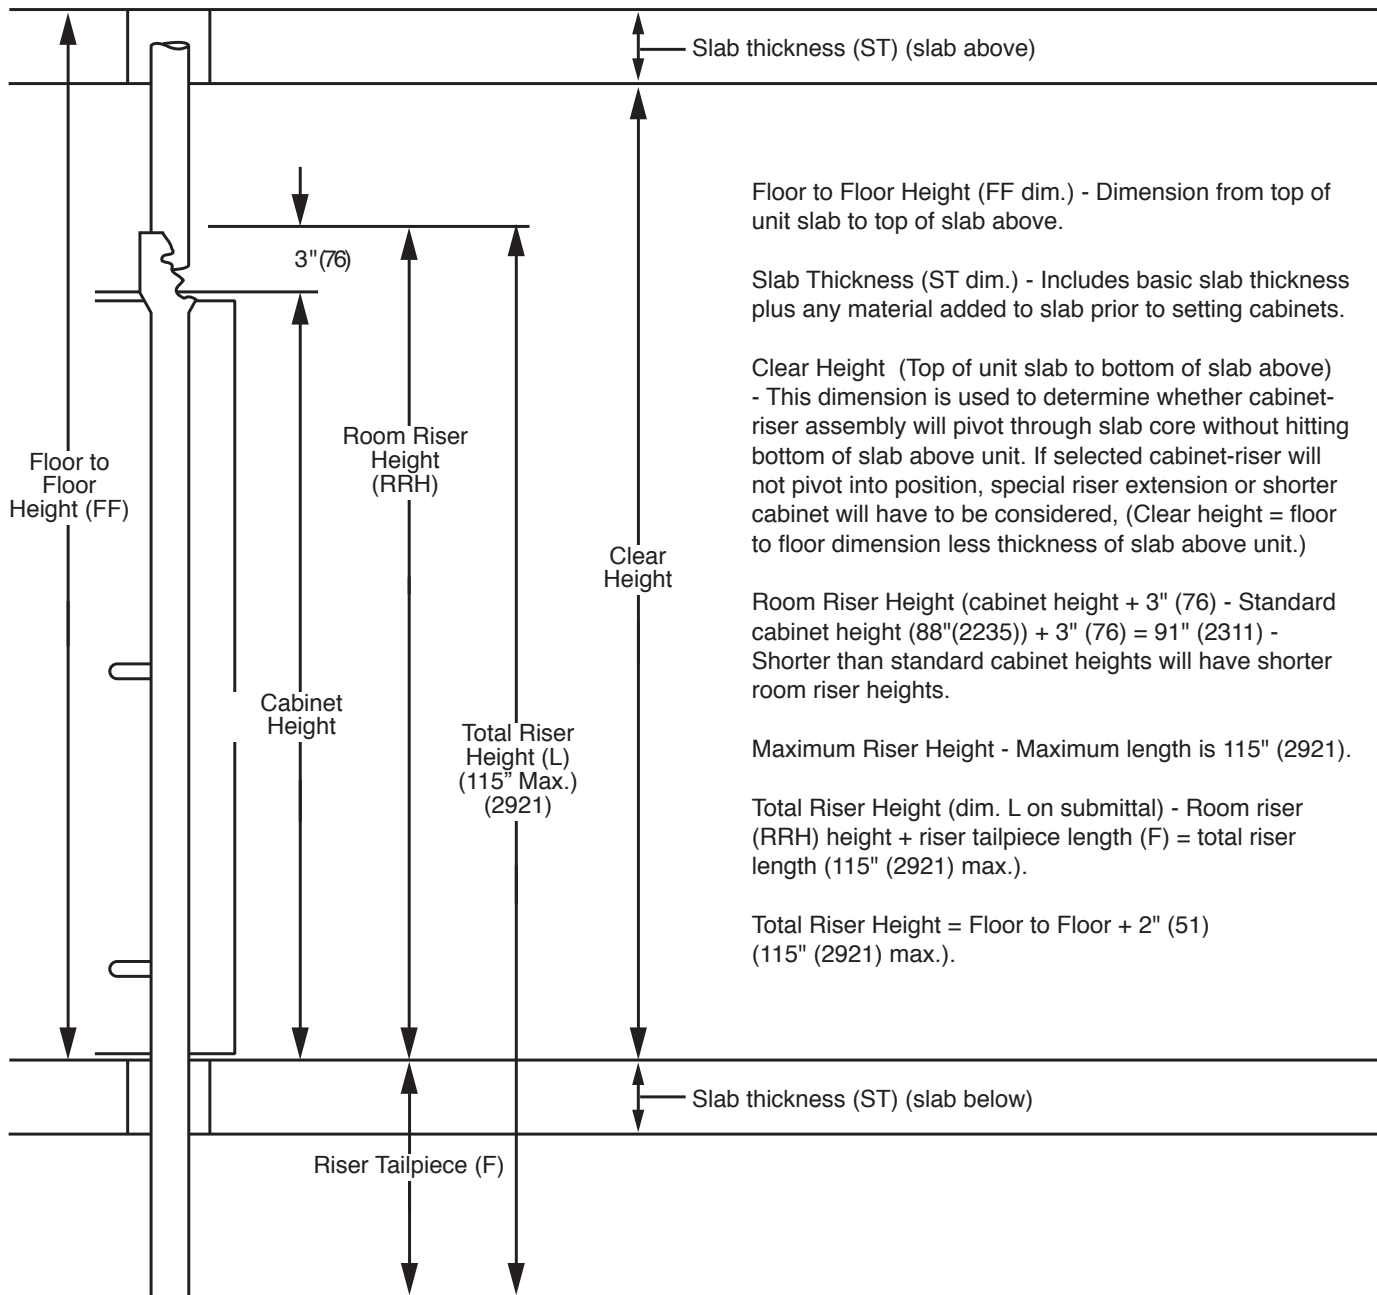 Slab thickness (ST) (slab above)
Floor to Floor Height (FF dim.) - Dimension from top of
unit slab to top of slab above.
3"(76)
Slab Thickness (ST dim.) - Includes basic slab thickness
plus any material added to slab prior to setting cabinets.
Clear Height  (Top of unit slab to bottom of slab above)
- This dimension is used to determine whether cabinet-
riser assembly will pivot through slab core without hitting
bottom of slab above unit. If selected cabinet-riser will
not pivot into position, special riser extension or shorter
cabinet will have to be considered, (Clear height = floor
to floor dimension less thickness of slab above unit.)
Room Riser
Height
(RRH)
Floor to
Floor
Height (FF)
Clear
Height
Room Riser Height (cabinet height + 3" (76) - Standard
cabinet height (88"(2235)) + 3" (76) = 91" (2311) -
Shorter than standard cabinet heights will have shorter
room riser heights.
Cabinet
Height
Total Riser
Height (L)
(115” Max.)
(2921)
Maximum Riser Height - Maximum length is 115" (2921).
Total Riser Height (dim. L on submittal) - Room riser
(RRH) height + riser tailpiece length (F) = total riser
length (115" (2921) max.).
Total Riser Height = Floor to Floor + 2" (51)
(115" (2921) max.).
Slab thickness (ST) (slab below)
Riser Tailpiece (F)